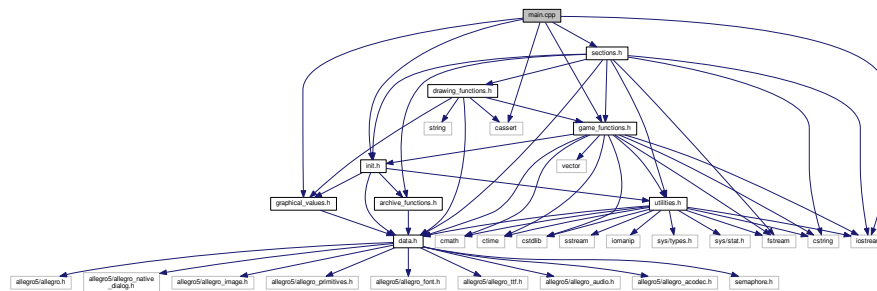 main.cpp
sections.h
drawing_functions.h
string
cassert
game_functions.h
init.h
vector
graphical_values.h
archive_functions.h
utilities.h
data.h
cmath
ctime
cstdlib
sstream
iomanip
sys/types.h
sys/stat.h
fstream
cstring
iostream
allegro5/allegro.h
allegro5/allegro_native
_dialog.h
allegro5/allegro_image.h
allegro5/allegro_primitives.h
allegro5/allegro_font.h
allegro5/allegro_ttf.h
allegro5/allegro_audio.h
allegro5/allegro_acodec.h
semaphore.h